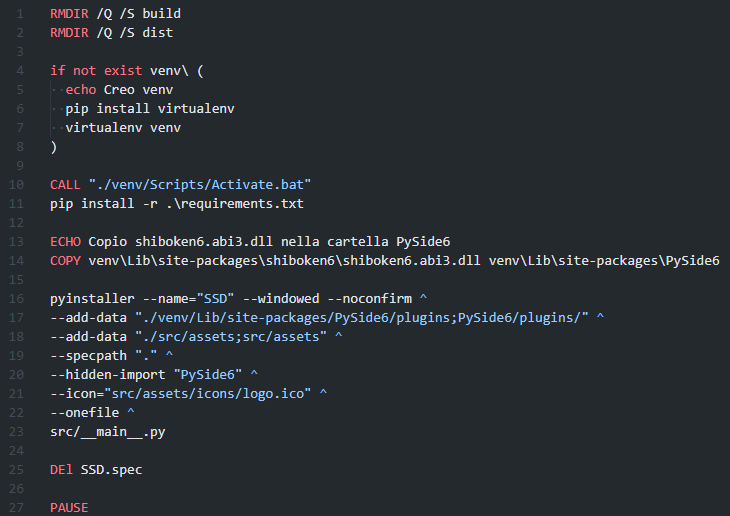 1 RMDIR /Q /S build
2 RMDIR /Q /S dist
3
4 if not exist venv\ (
5 echo Creo venv
6 pip install virtualenv
7 virtualenv venv
8 )
9
10 CALL "./venv/Scripts/Activate.bat"
11 pip install -r .\requirements.txt
12
13 ECHO Copio shiboken6.abi3.dll nella cartella PySide6
14 COPY venv\Lib\site-packages\shiboken6\shiboken6.abi3.dll venv\Lib\site-packages\PySide6
15
16 pyinstaller --name="SSD" --windowed --noconfirm ^
17 --add-data "./venv/Lib/site-packages/PySide6/plugins;PySide6/plugins/" ^
18 --add-data "./src/assets;src/assets" ^
19 --specpath "." ^
20 --hidden-import "PySide6" ^
21 --icon="src/assets/icons/logo.ico" ^
22 --onefile ^
23 src/__main__.py
24
25 DEl SSD.spec
26
27 PAUSE